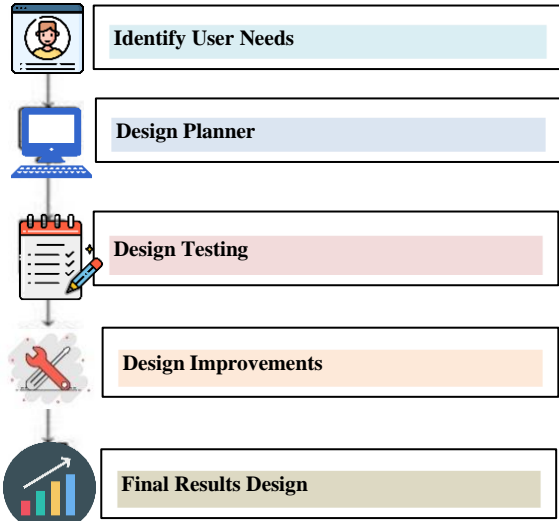 Identify User Needs
Design Planner
Design Testing
Design Improvements
Final Results Design